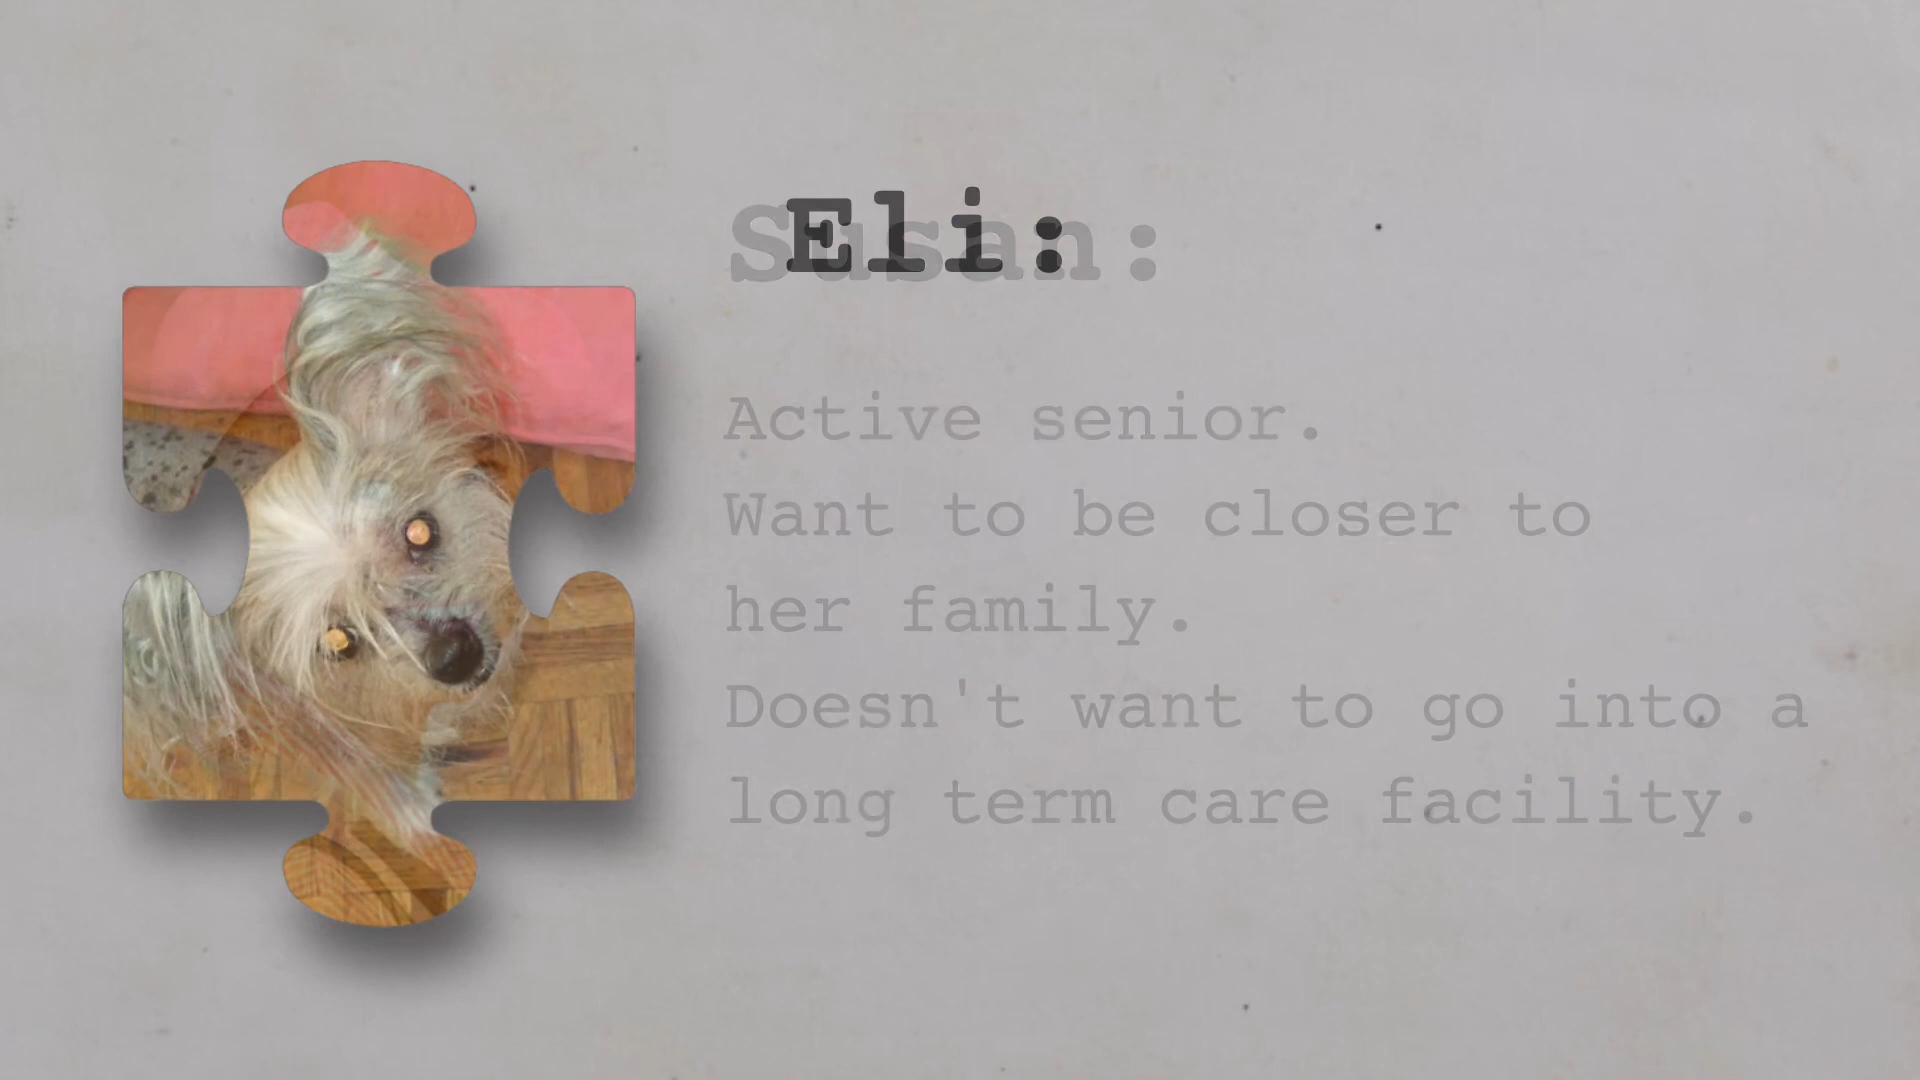 Susan:
Eli:
Active senior.
Want to be closer to
her family.
Doesn't want to go into a
long term care facility.